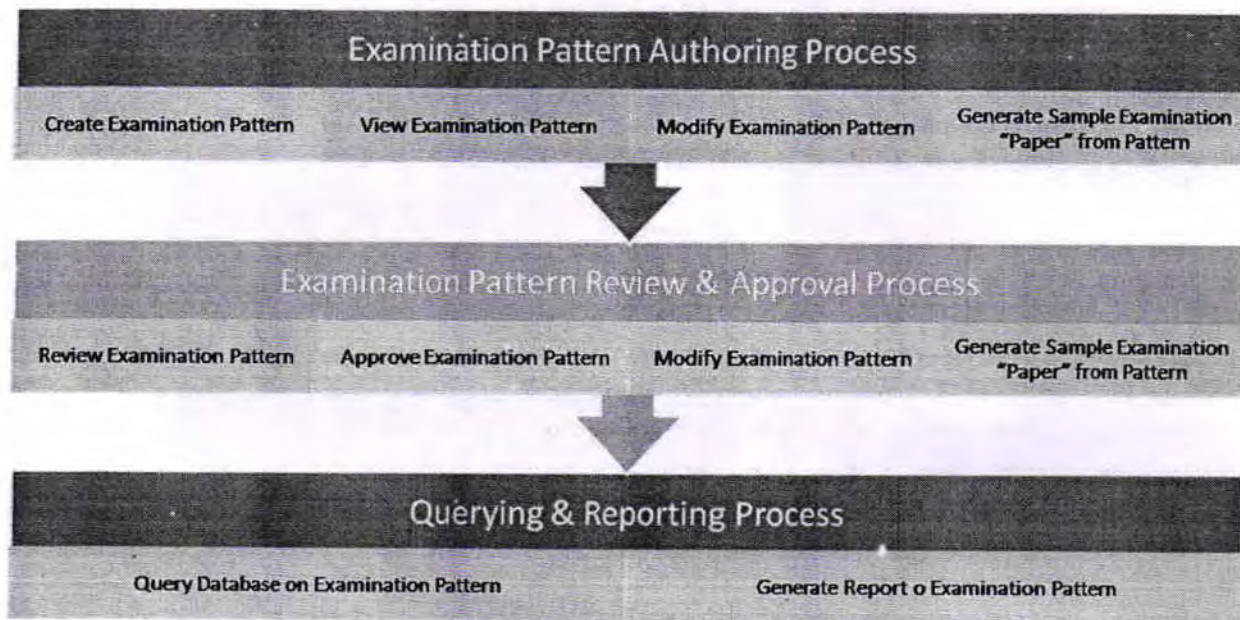 Examination Pattern Authoring Process
Create Examination Pattern
View Examination Pattern
Modify Examination Pattern
Generate Sample Examination
"Paper" from Pattern
Examination Pattern Review & Approval Process
Review Examination Pattern
Approve Examination Pattern
Modify Examination Pattern
Generate Sample Examination
"Paper" from Pattern
Querying & Reporting Process
Query Database on Examination Pattern
Generate Report o Examination Pattern